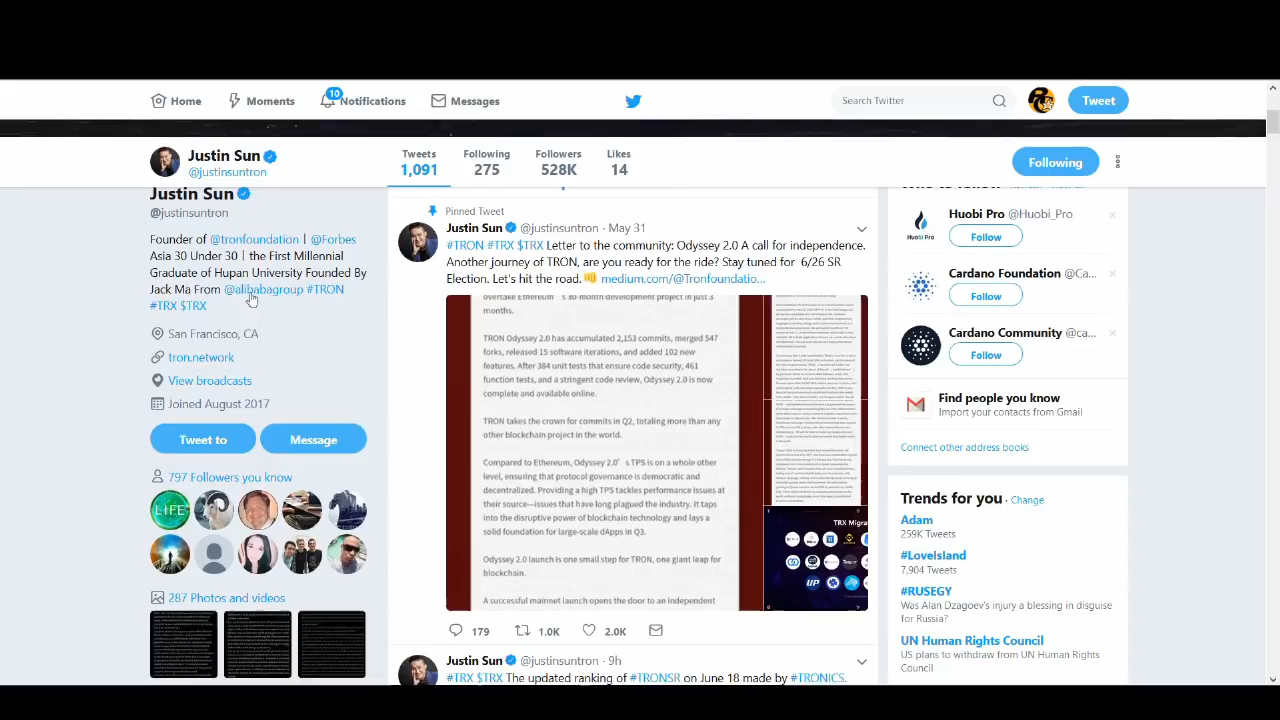 Home
Moments
10
Notifications
Messages
Search Twitter
Tweet
Justin Sun
@justinsuntron
Tweets
1,091
Following
275
Followers
528K
Likes
14
Following
Justin Sun
@justinsuntron
Founder of @tronfoundation | @Forbes
Asia 30 Under 30 | the First Millennial
Graduate of Hupan University Founded By
Jack Ma From @alibabagroup #TRON
#TRX $TRX
San Francisco, CA
tron.network
View broadcasts
Joined August 2017
Tweet to
Message
797 Followers you know
LIFE
287 Photos and videos
Pinned Tweet
Justin Sun @justinsuntron · May 31
#TRON #TRX $TRX Letter to the community: Odyssey 2.0 A call for independence.
Another journey of TRON, are you ready for the ride? Stay tuned for 6/26 SR
Election. Let's hit the road.👊 medium.com/@Tronfoundatio...
overtake Ethereum's 30-month development project in just 3
months.
TRON Odyssey 2.0 has accumulated 2,153 commits, merged 547
forks, released 15 software iterations, and added 102 new
features. After 384 unit tests that ensure code security, 461
function tests, and a stringent code review, Odyssey 2.0 is now
complete and available online.
TRON takes the crown for commits in Q2, totaling more than any
other blockchain project in the world.
Compared to Ethereum, Odyssey 2.0's TPS is on a whole other
level, ensuring that protocol governance is democratic and
decentralized. Providing a high TPS tackles performance issues at
their source—issues that have long plagued the industry. It taps
into the disruptive power of blockchain technology and lays a
solid foundation for large-scale dApps in Q3.
Odyssey 2.0 launch is one small step for TRON, one giant leap for
blockchain.
A successful mainnet launch opens the door to an independent
TRX Migra
UP
2.0K
Justin Sun @justinsuntron
#TRX $TRX The updated ranking of #TRONSR on June 18 made by #TRONICS.
Who to follow
Huobi Pro @Huobi_Pro
Follow
Cardano Foundation @Ca...
Follow
Cardano Community @ca...
Follow
Find people you know
Import your contacts from Gmail
Connect other address books
Trends for you · Change
Adam
259K Tweets
#LoveIsland
7,904 Tweets
#RUSEGY
for Russia
UN Human Rights Council
US plans to withdraw from UN Human Rights
Council